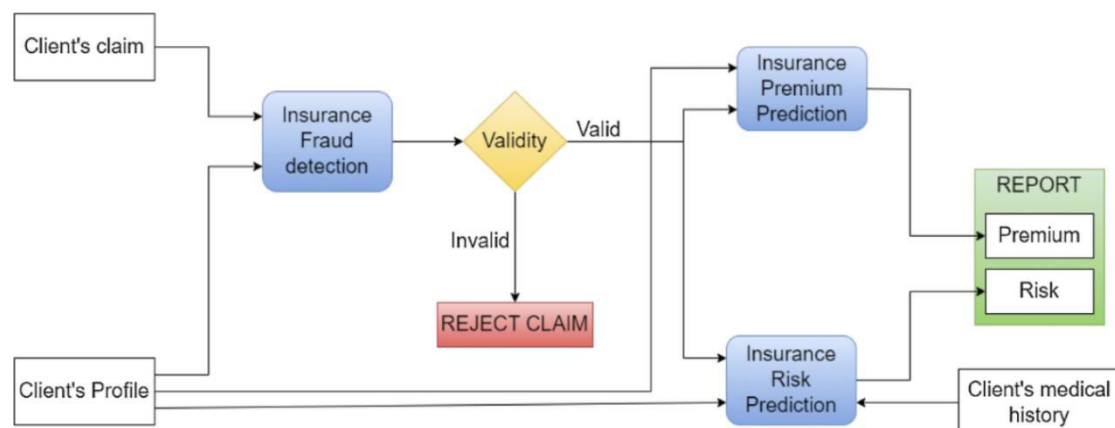 Client's claim
Insurance
Fraud
detection
Validity
Valid
Invalid
REJECT CLAIM
Insurance
Premium
Prediction
REPORT
Premium
Risk
Client's Profile
Insurance
Risk
Prediction
Client's medical
history